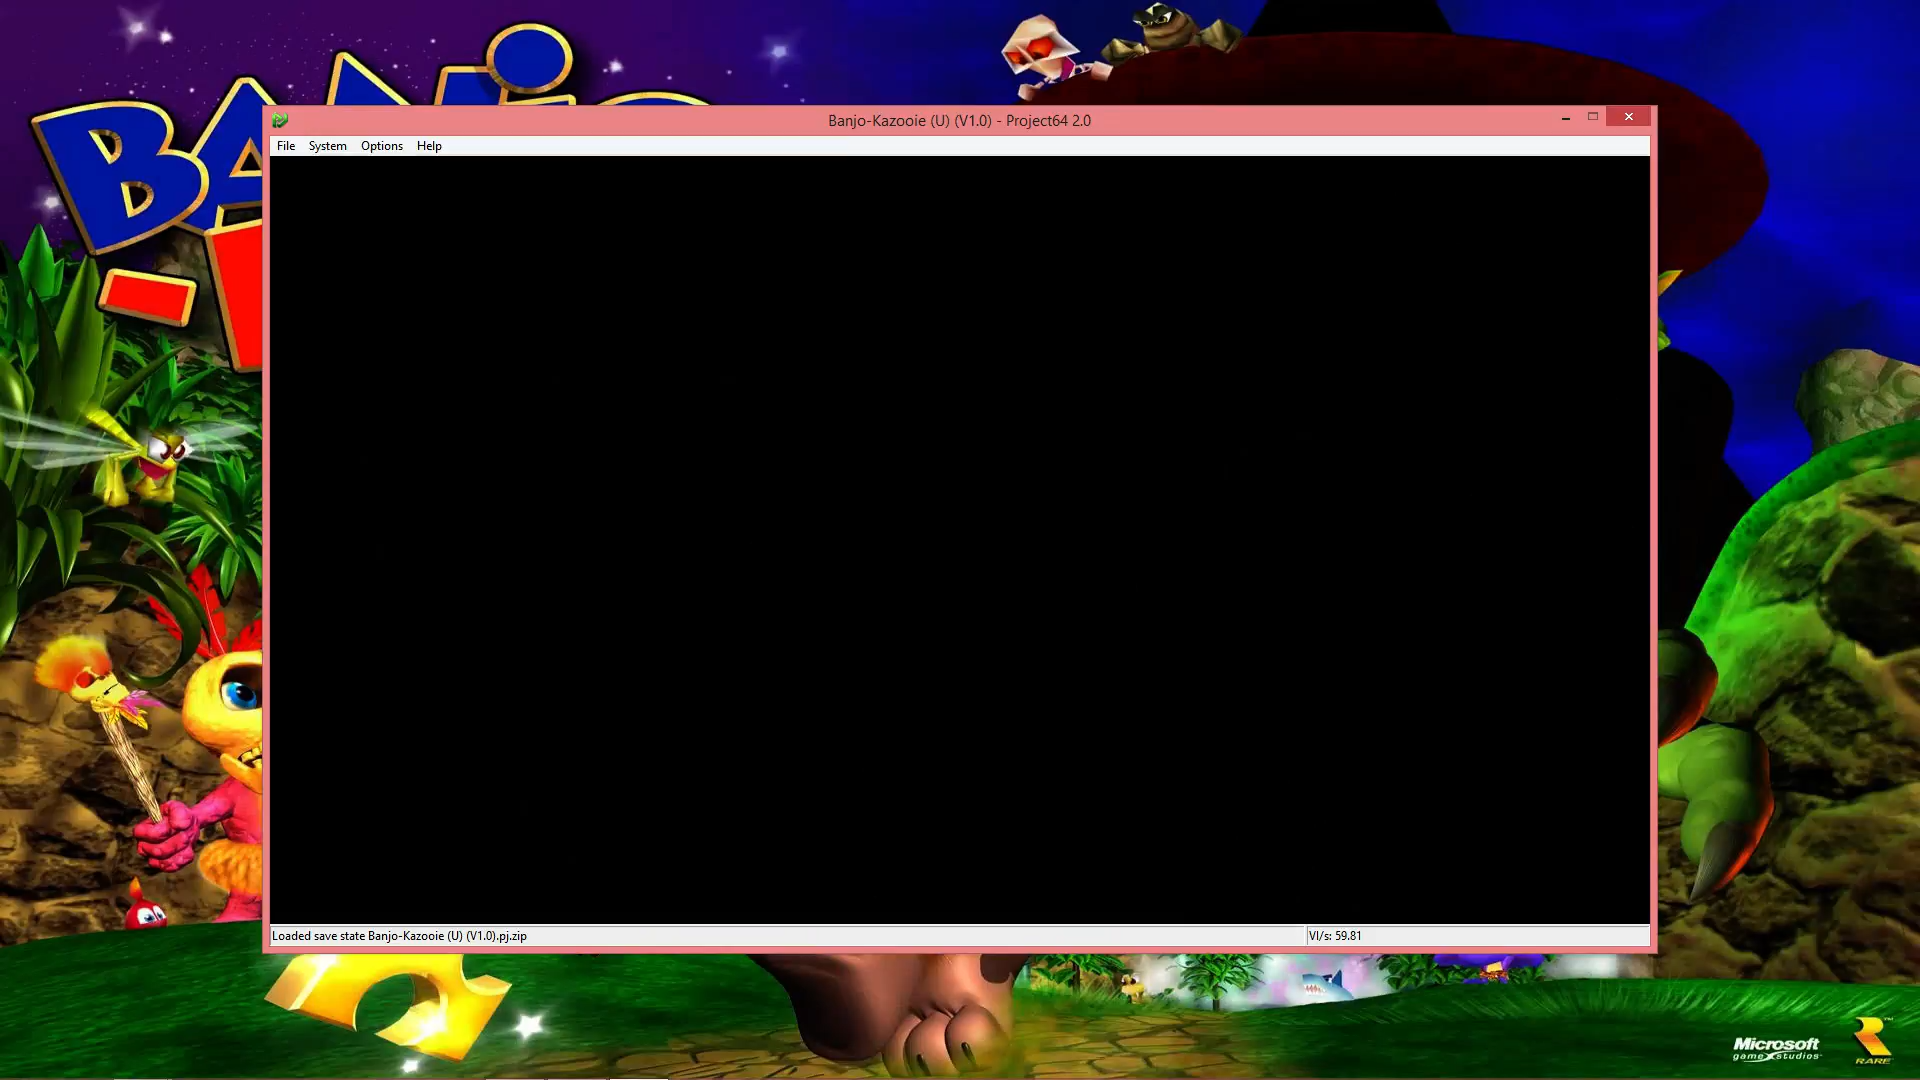 Banjo-Kazooie (U) (V1.0) - Project64 2.0
File System Options Help
Loaded save state Banjo-Kazooie (U) (V1.0).pj.zip
VI/s: 59.81
Microsoft
game studios
RARE